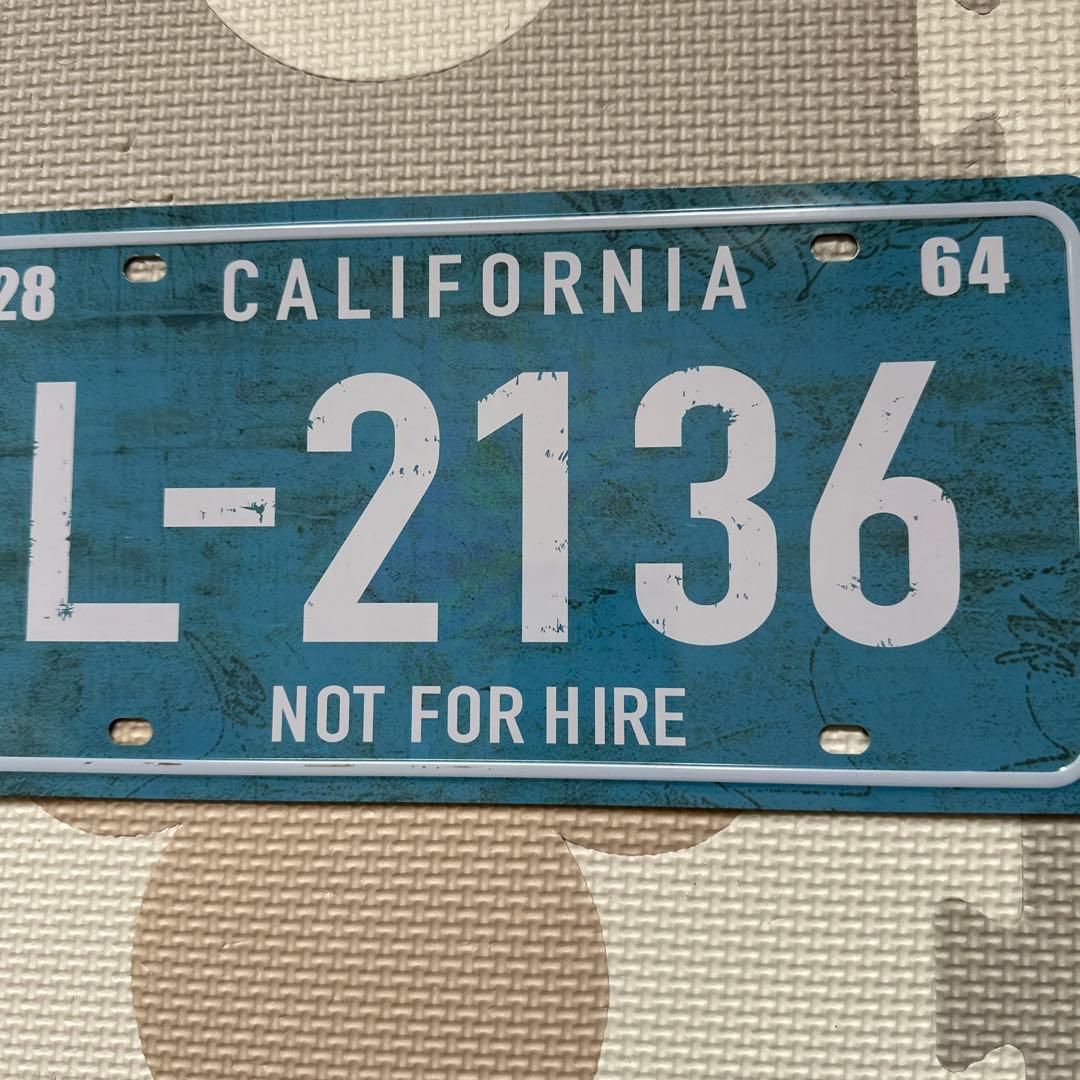 28 CALIFORNIA 64
L-2136
NOT FOR HIRE